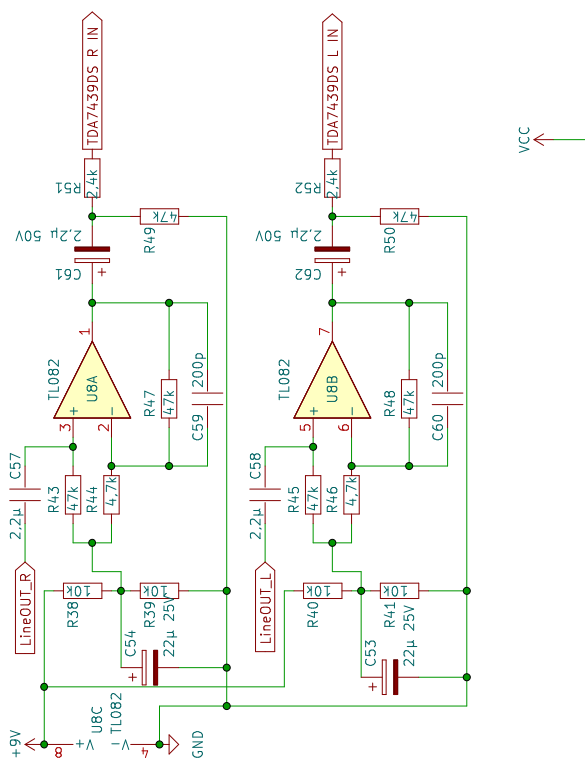 TDA7439DS R IN
TDA7439DS L IN
VCC
R51
2,4k
R52
2,4k
47k
R49
47k
R50
2,2µ 50V
C61
+
2,2µ 50V
C62
+
1
TL082
U8A
+
-
3
2
7
TL082
U8B
+
-
5
6
R47
47k
C59
200p
R48
47k
C60
200p
C57
2,2µ
R43
47k
R44
4,7k
C58
2,2µ
R45
47k
R46
4,7k
LineOUT_R
LineOUT_L
10k
R38
10k
R39
10k
R40
10k
R41
C54
22µ 25V
+
C53
22µ 25V
+
+9V
8
V+
U8C
TL082
V-
4
GND